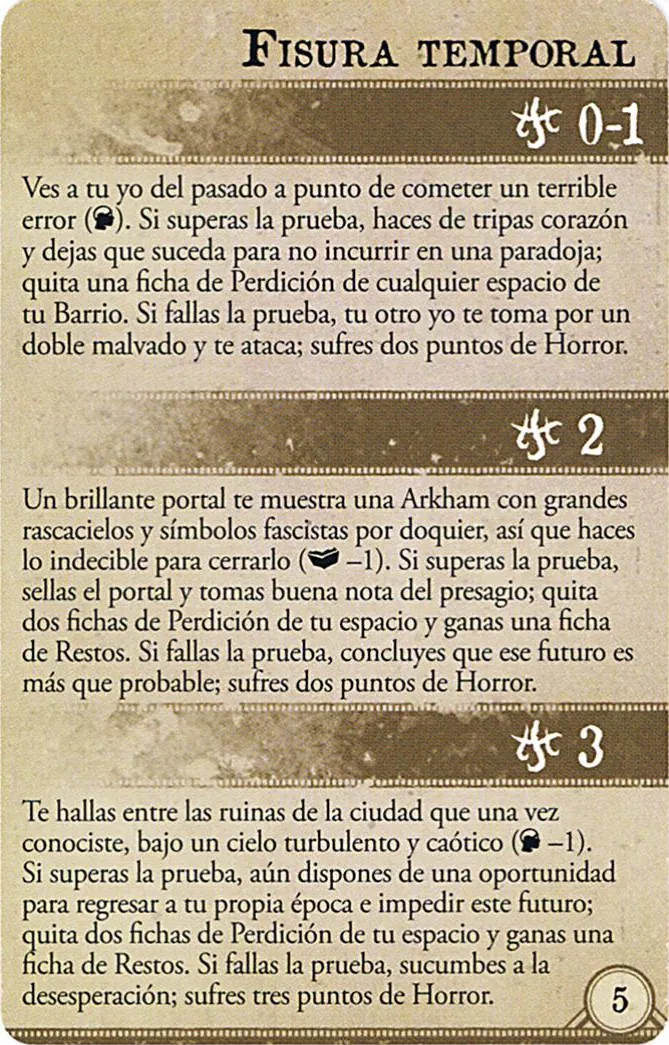 Fisura temporal
0-1
Ves a tu yo del pasado a punto de cometer un terrible
error ( ). Si superas la prueba, haces de tripas corazón
y dejas que suceda para no incurrir en una paradoja;
quita una ficha de Perdición de cualquier espacio de
tu Barrio. Si fallas la prueba, tu otro yo te toma por un
doble malvado y te ataca; sufres dos puntos de Horror.
2
Un brillante portal te muestra una Arkham con grandes
rascacielos y símbolos fascistas por doquier, así que haces
lo indecible para cerrarlo ( –1). Si superas la prueba,
sellas el portal y tomas buena nota del presagio; quita
dos fichas de Perdición de tu espacio y ganas una ficha
de Restos. Si fallas la prueba, concluyes que ese futuro es
más que probable; sufres dos puntos de Horror.
3
Te hallas entre las ruinas de la ciudad que una vez
conociste, bajo un cielo turbulento y caótico ( –1).
Si superas la prueba, aún dispones de una oportunidad
para regresar a tu propia época e impedir este futuro;
quita dos fichas de Perdición de tu espacio y ganas una
ficha de Restos. Si fallas la prueba, sucumbes a la
desesperación; sufres tres puntos de Horror.
5